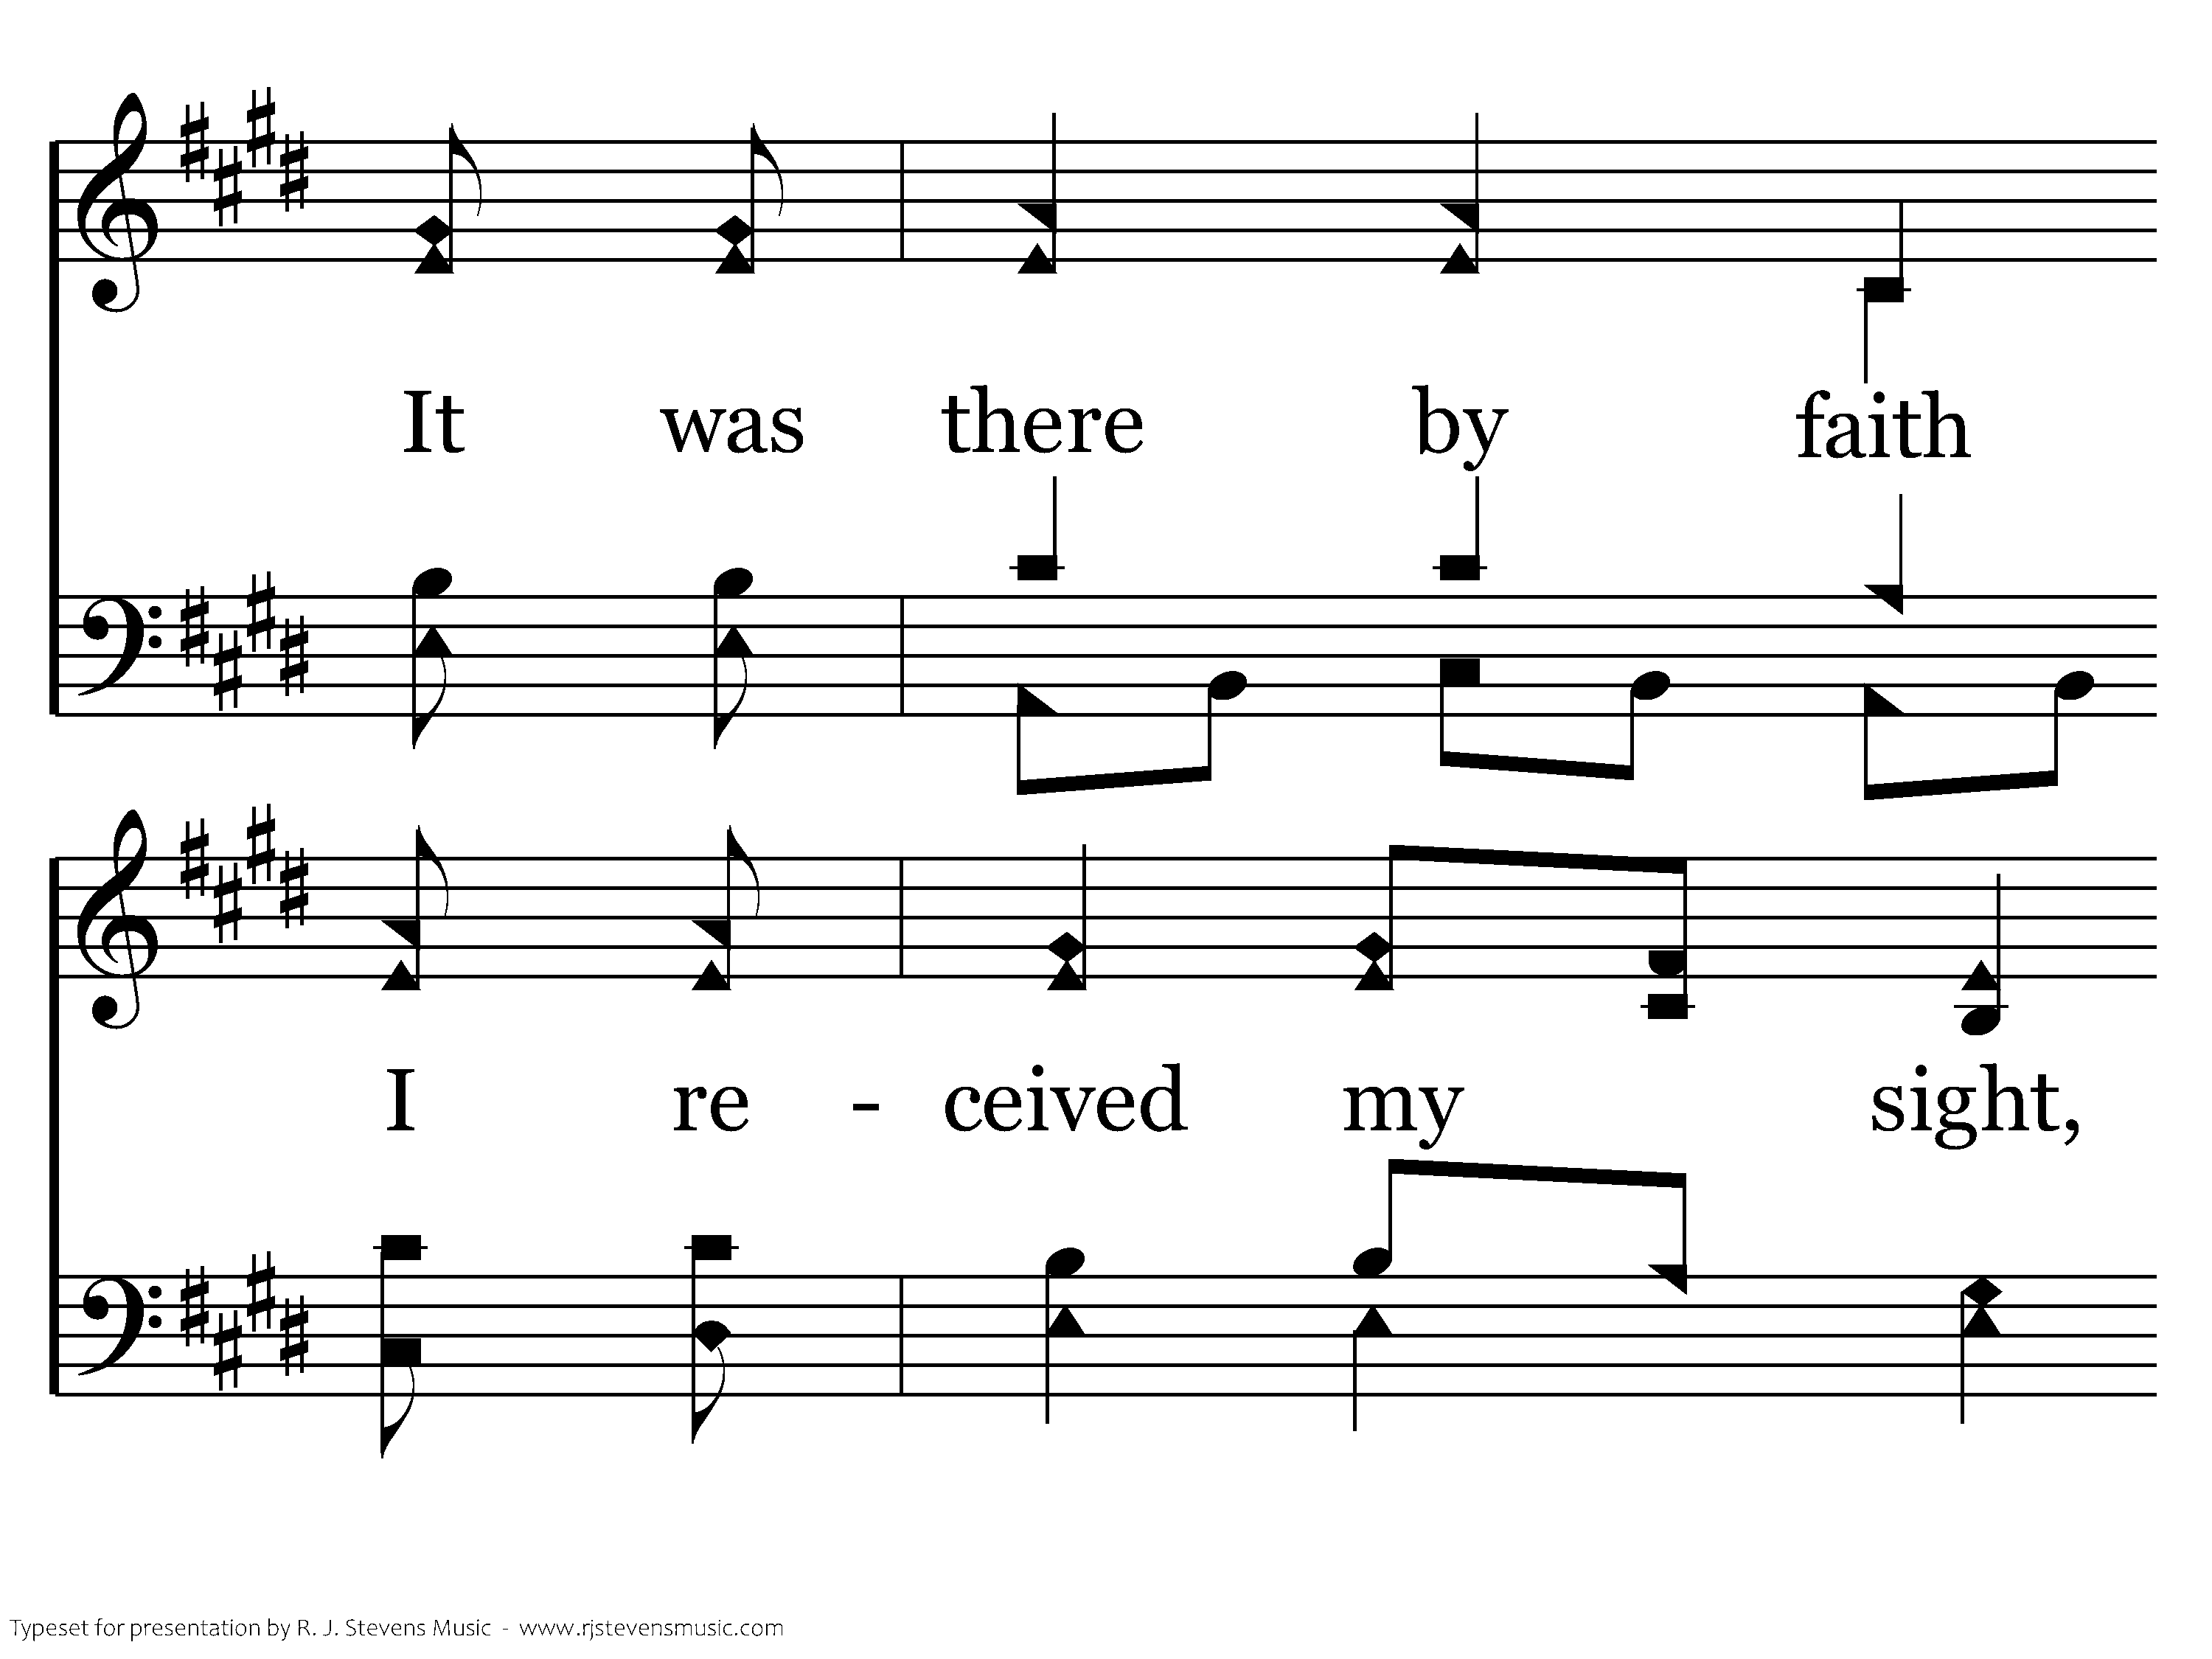 It was there by faith
I re - ceived my sight,
Typeset for presentation by R. J. Stevens Music - www.rjstevensmusic.com